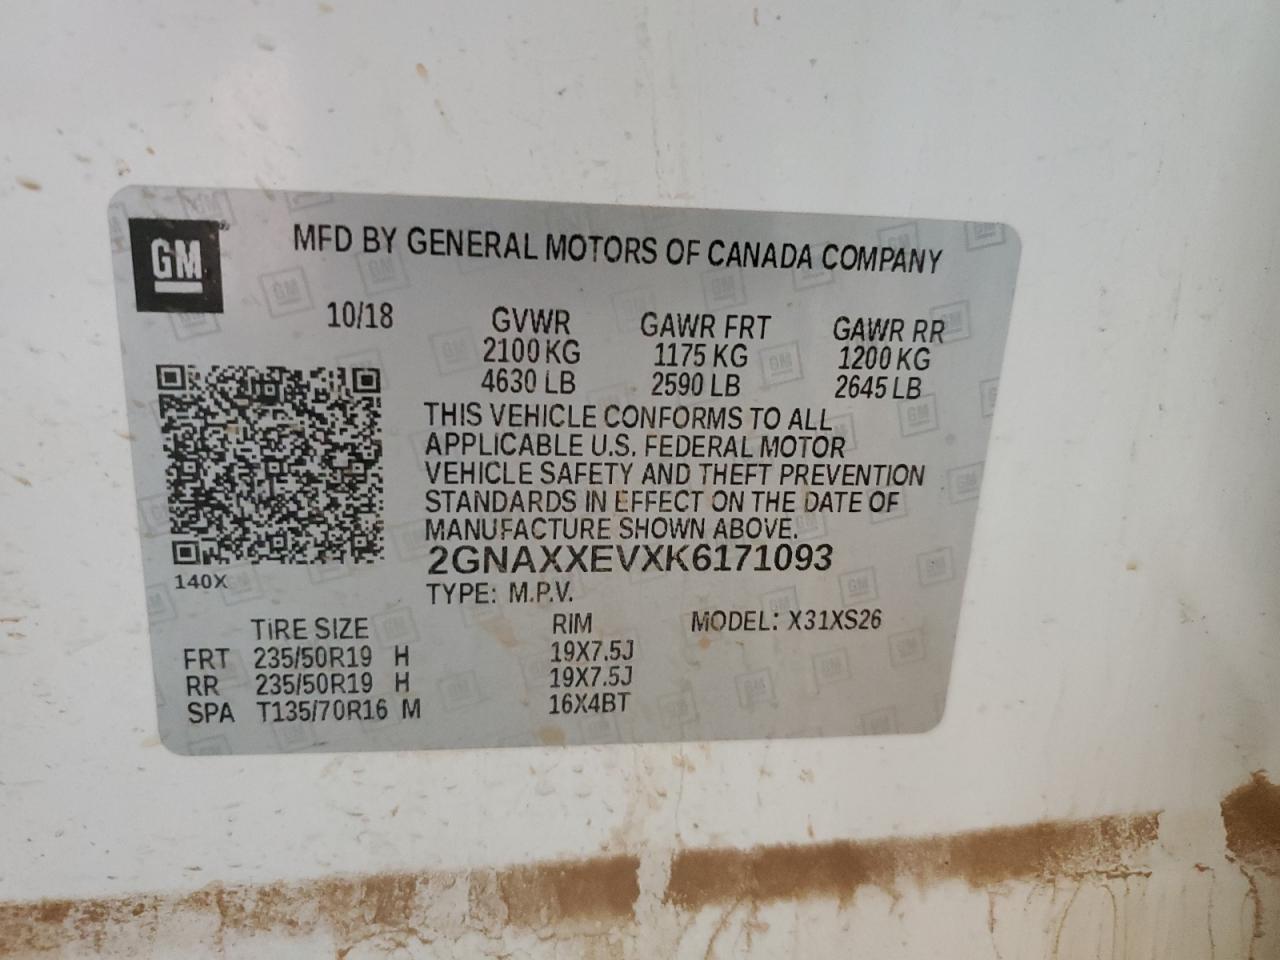 GM
MFD BY GENERAL MOTORS OF CANADA COMPANY
10/18 GVWR GAWR FRT GAWR RR
2100 KG 1175 KG 1200 KG
4630 LB 2590 LB 2645 LB
THIS VEHICLE CONFORMS TO ALL
APPLICABLE U.S. FEDERAL MOTOR
VEHICLE SAFETY AND THEFT PREVENTION
STANDARDS IN EFFECT ON THE DATE OF
MANUFACTURE SHOWN ABOVE.
2GNAXXEVXK6171093
140X
TYPE: M.P.V.
TIRE SIZE RIM MODEL: X31XS26
FRT 235/50R19 H 19X7.5J
RR 235/50R19 H 19X7.5J
SPA T135/70R16 M 16X4BT